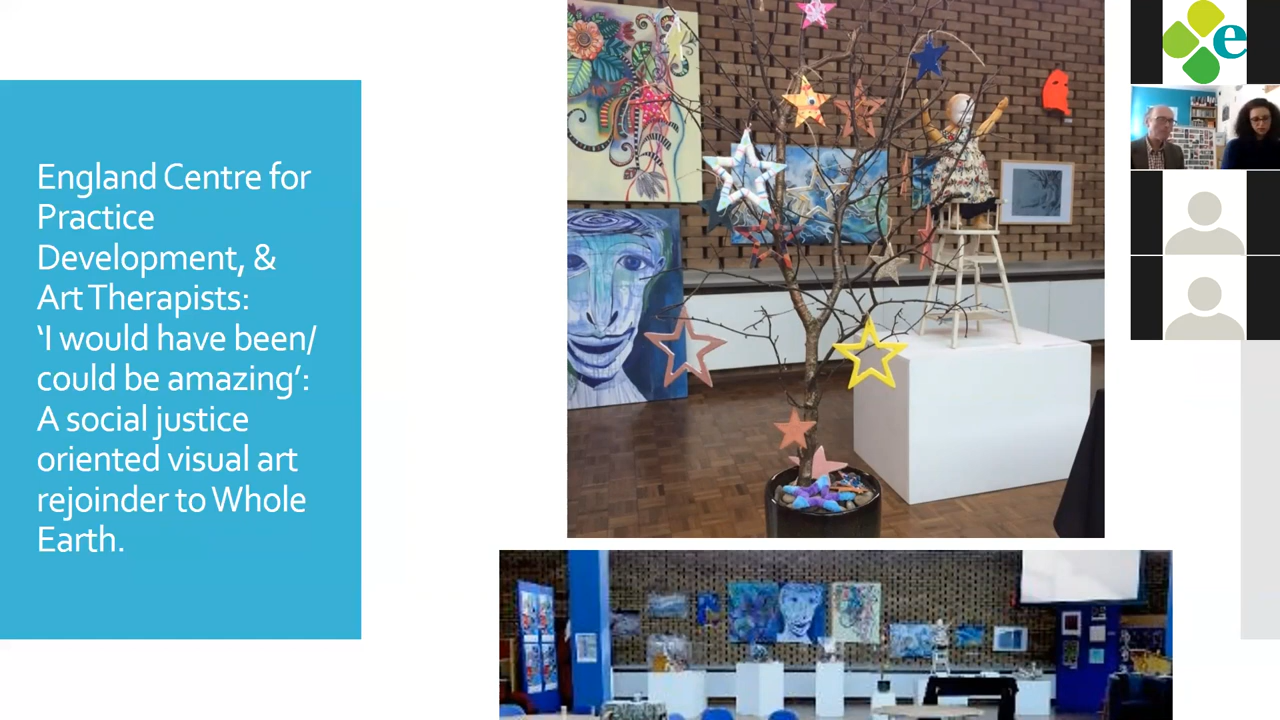 England Centre for
Practice
Development, &
Art Therapists:
‘I would have been/
could be amazing’:
A social justice
oriented visual art
rejoinder to Whole
Earth.
e